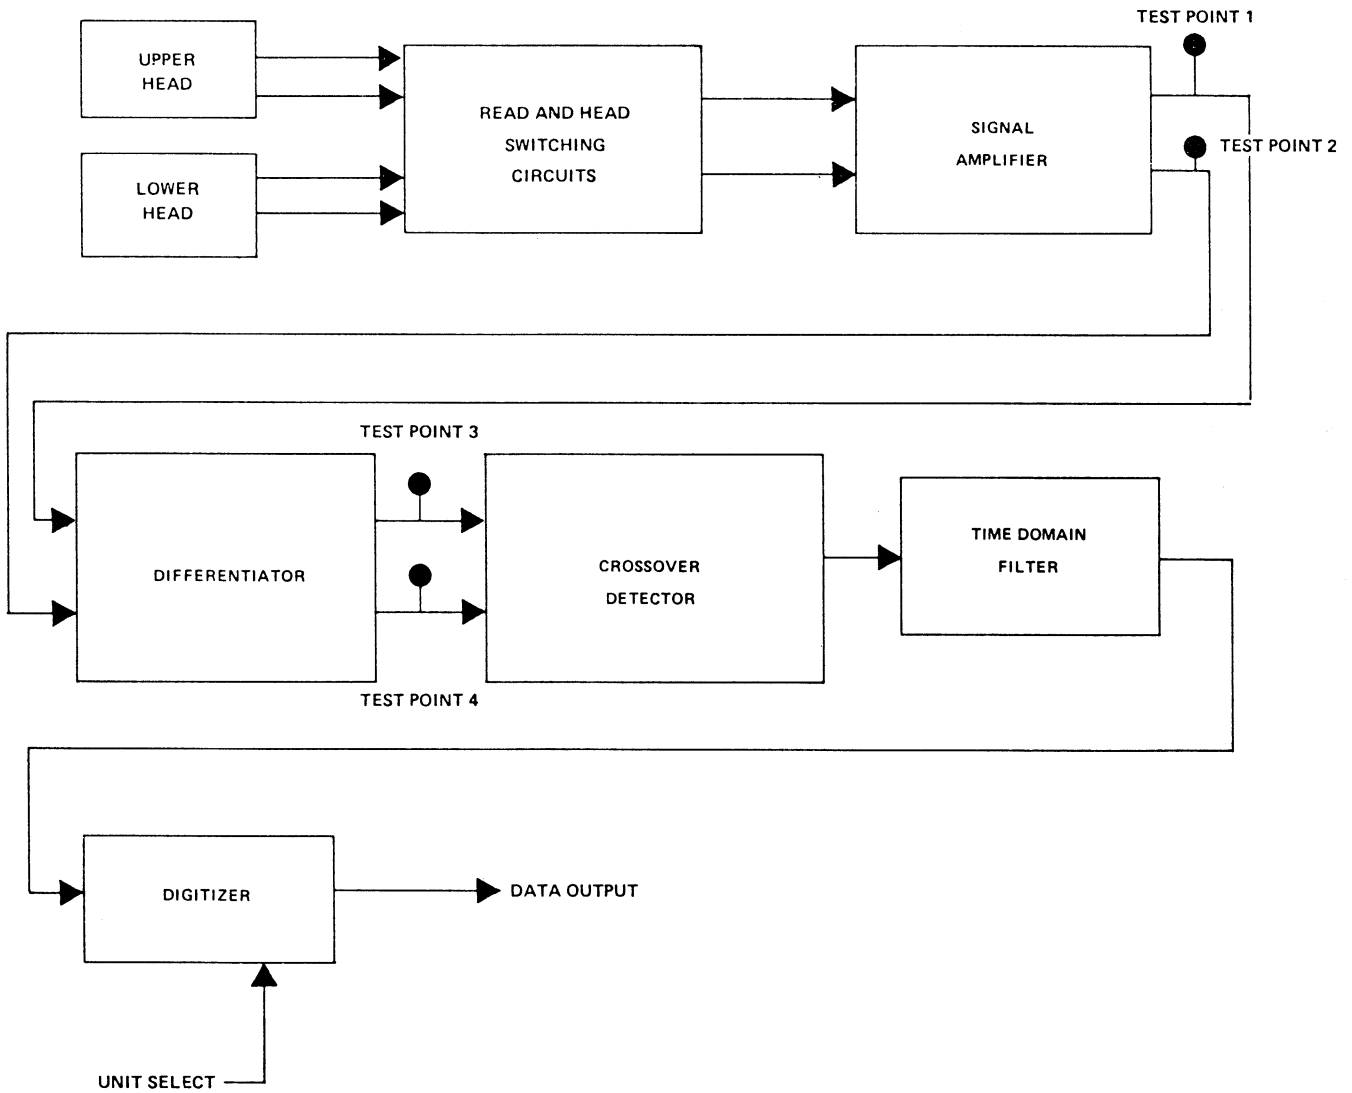 TEST POINT 1
UPPER
HEAD
READ AND HEAD
SWITCHING
CIRCUITS
SIGNAL
AMPLIFIER
TEST POINT 2
LOWER
HEAD
TEST POINT 3
DIFFERENTIATOR
CROSSOVER
DETECTOR
TIME DOMAIN
FILTER
TEST POINT 4
DIGITIZER
DATA OUTPUT
UNIT SELECT